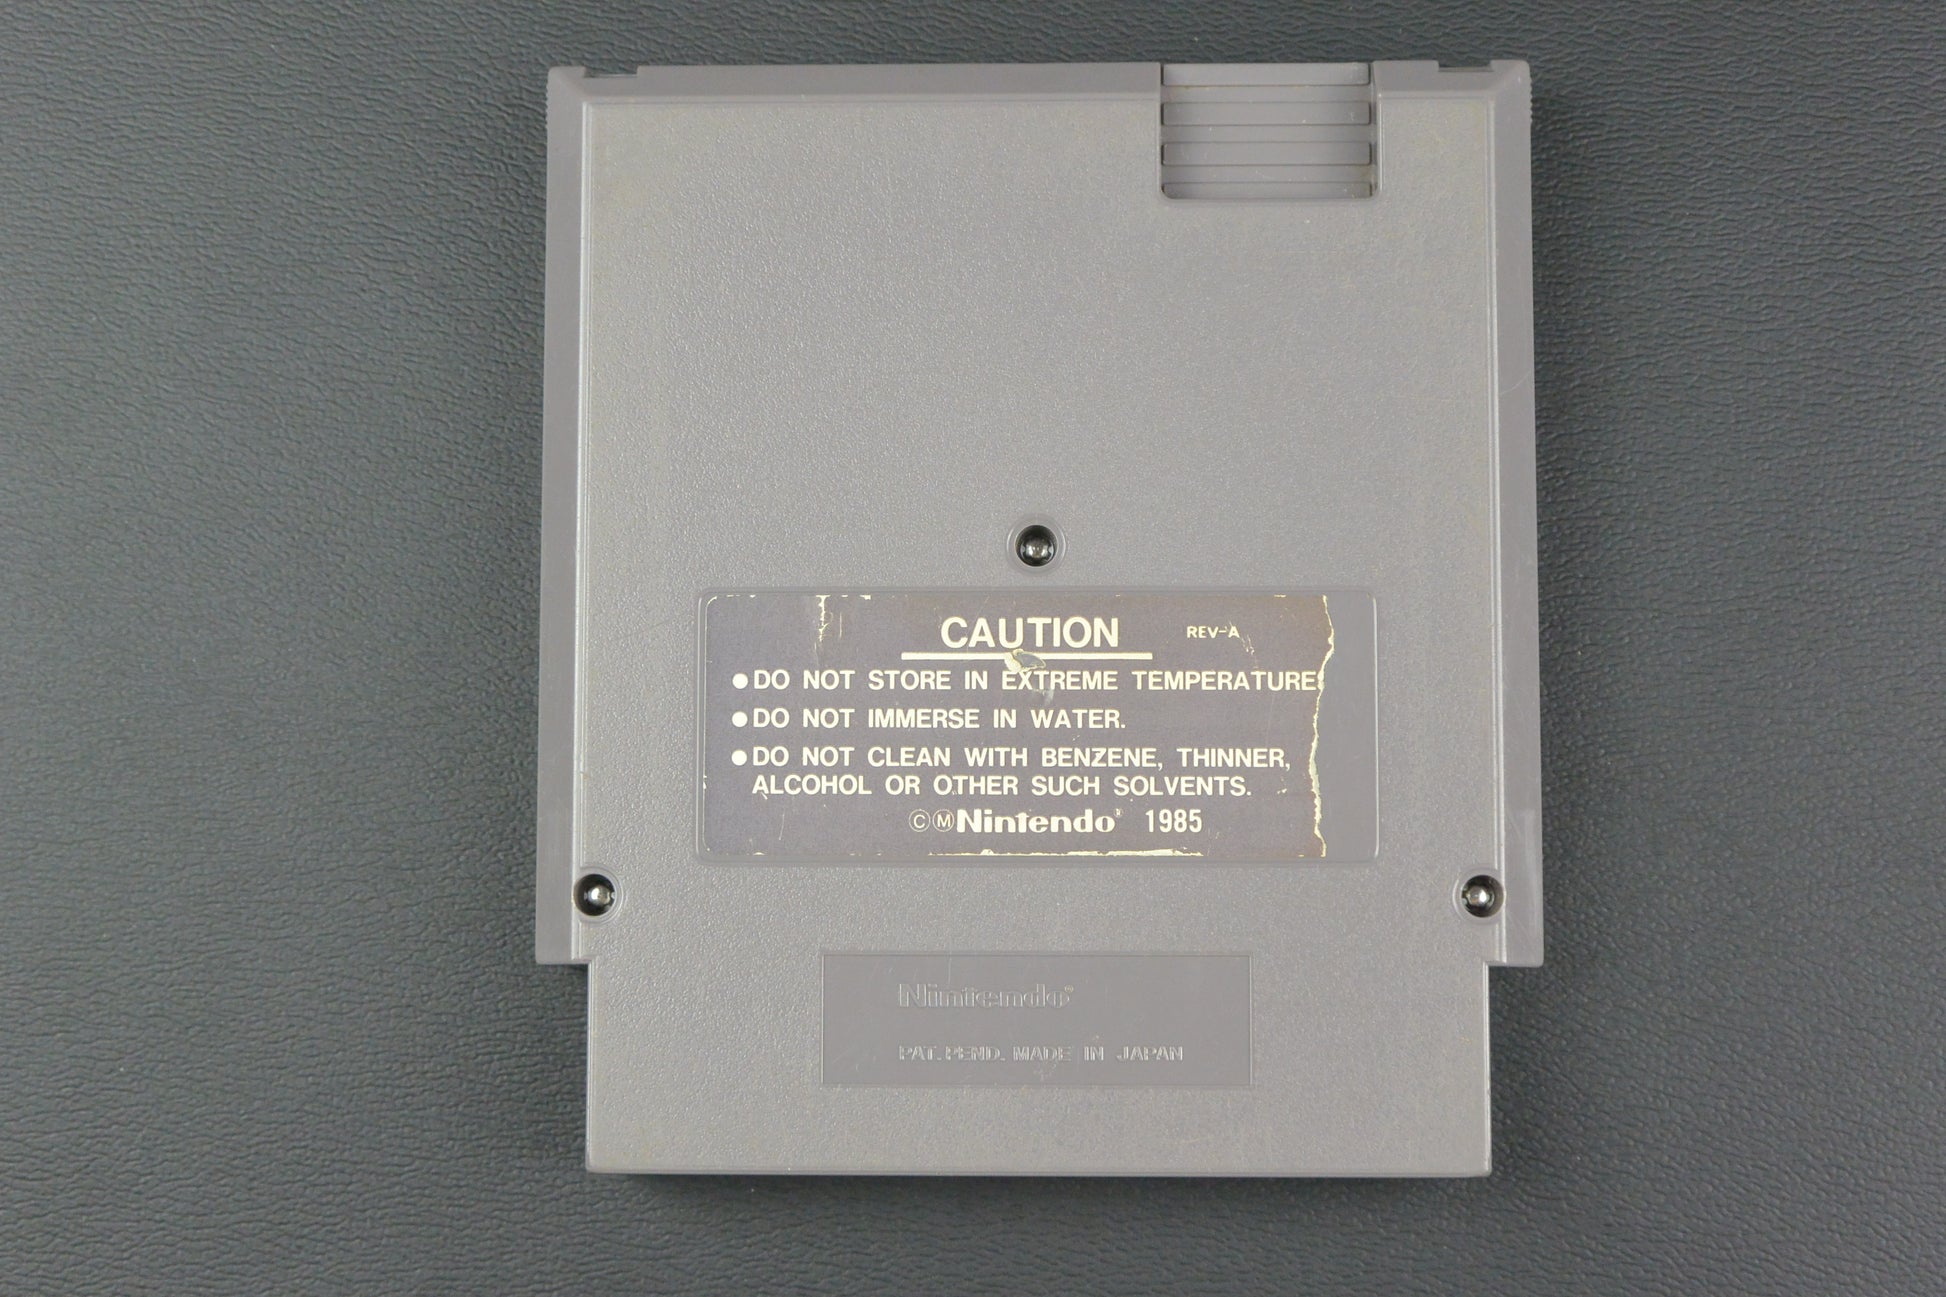 CAUTION REV-A
●DO NOT STORE IN EXTREME TEMPERATURE
●DO NOT IMMERSE IN WATER.
●DO NOT CLEAN WITH BENZENE, THINNER,
ALCOHOL OR OTHER SUCH SOLVENTS.
©ⓂNintendo® 1985
Nintendo®
PAT. PEND. MADE IN JAPAN